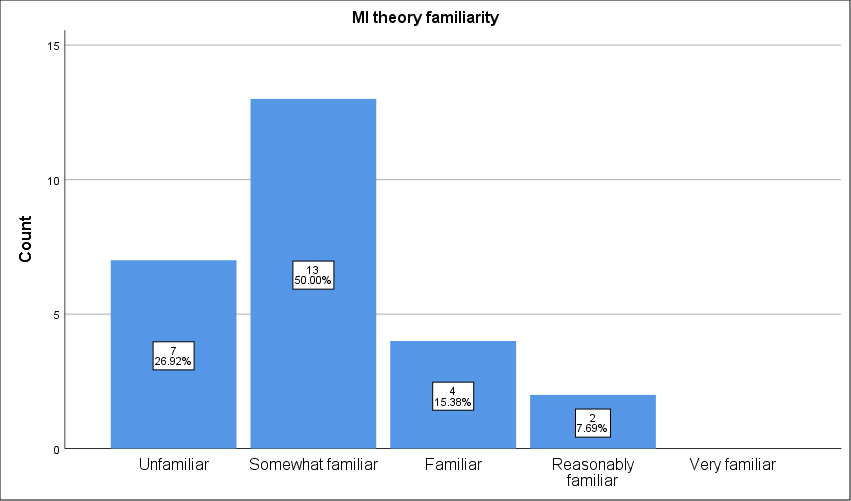 MI theory familiarity
Count
15
10
5
0
7
26.92%
13
50.00%
4
15.38%
2
7.69%
Unfamiliar
Somewhat familiar
Familiar
Reasonably
familiar
Very familiar